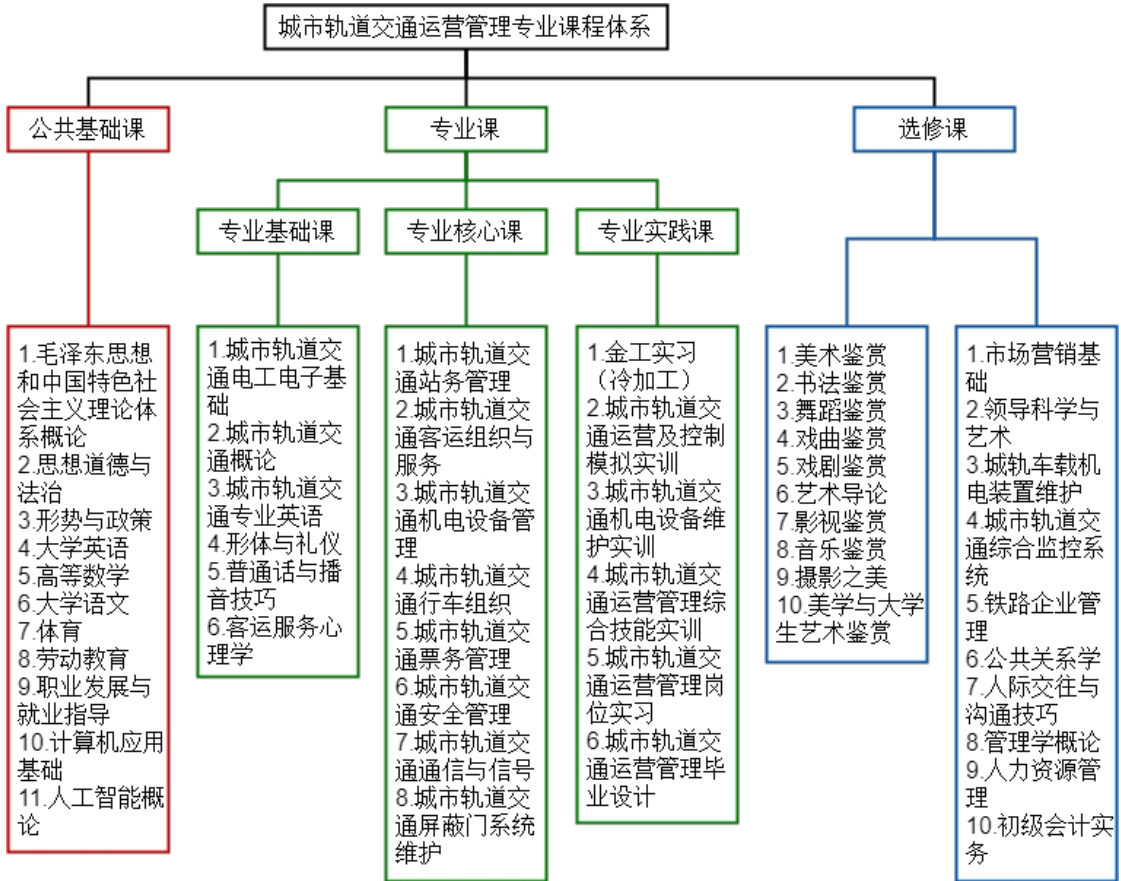 城市轨道交通运营管理专业课程体系
公共基础课
专业课
选修课
专业基础课
专业核心课
专业实践课
1.毛泽东思想
和中国特色社
会主义理论体
系概论
2.思想道德与
法治
3.形势与政策
4.大学英语
5.高等数学
6.大学语文
7.体育
8.劳动教育
9.职业发展与
就业指导
10.计算机应用
基础
11.人工智能概
论
1.城市轨道交
通电工电子基
础
2.城市轨道交
通概论
3.城市轨道交
通专业英语
4.形体与礼仪
5.普通话与播
音技巧
6.客运服务心
理学
1.城市轨道交
通站务管理
2.城市轨道交
通客运组织与
服务
3.城市轨道交
通机电设备管
理
4.城市轨道交
通行车组织
5.城市轨道交
通票务管理
6.城市轨道交
通安全管理
7.城市轨道交
通通信与信号
8.城市轨道交
通屏蔽门系统
维护
1.金工实习
（冷加工）
2.城市轨道交
通运营及控制
模拟实训
3.城市轨道交
通机电设备维
护实训
4.城市轨道交
通运营管理综
合技能实训
5.城市轨道交
通运营管理岗
位实习
6.城市轨道交
通运营管理毕
业设计
1.美术鉴赏
2.书法鉴赏
3.舞蹈鉴赏
4.戏曲鉴赏
5.戏剧鉴赏
6.艺术导论
7.影视鉴赏
8.音乐鉴赏
9.摄影之美
10.美学与大学
生艺术鉴赏
1.市场营销基
础
2.领导科学与
艺术
3.城轨车载机
电装置维护
4.城市轨道交
通综合监控系
统
5.铁路企业管
理
6.公共关系学
7.人际交往与
沟通技巧
8.管理学概论
9.人力资源管
理
10.初级会计实
务